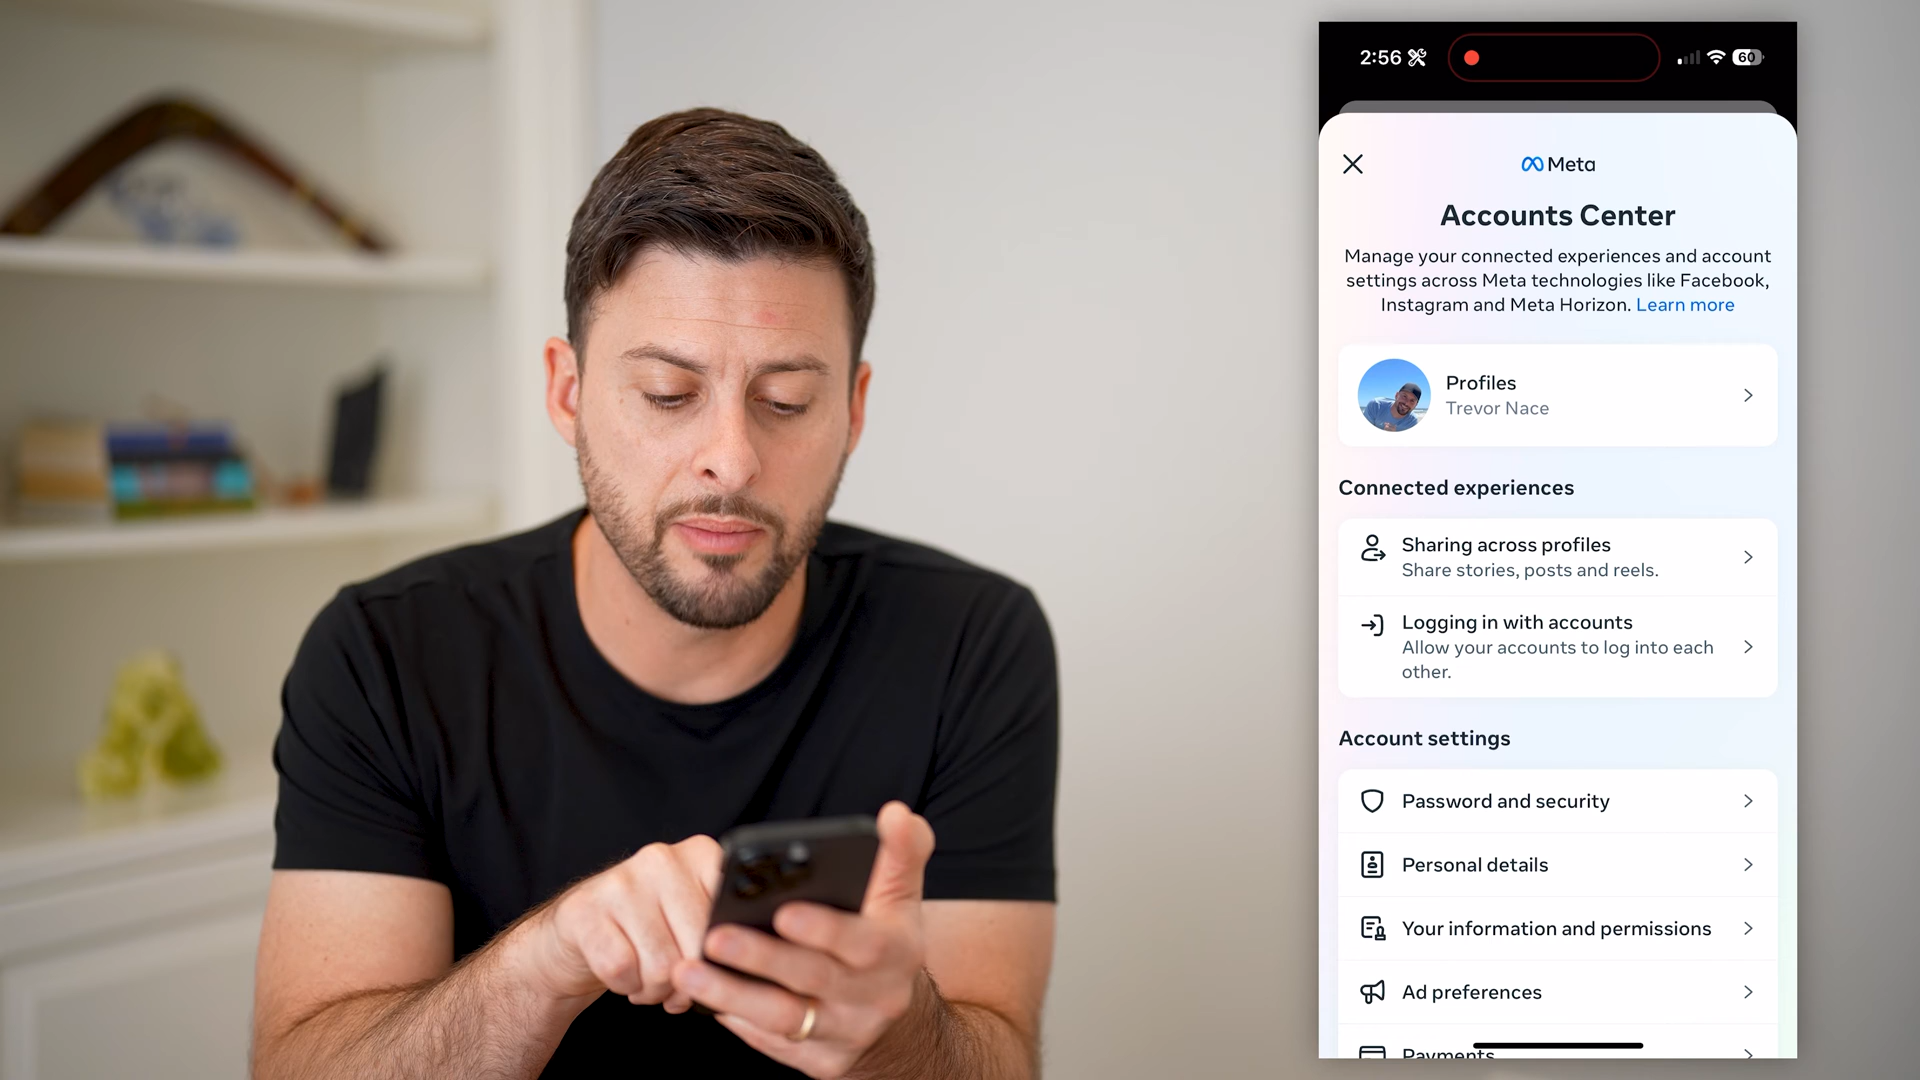 2:56
60
Meta
Accounts Center
Manage your connected experiences and account
settings across Meta technologies like Facebook,
Instagram and Meta Horizon. Learn more
Profiles
Trevor Nace
Connected experiences
Sharing across profiles
Share stories, posts and reels.
Logging in with accounts
Allow your accounts to log into each
other.
Account settings
Password and security
Personal details
Your information and permissions
Ad preferences
Payments